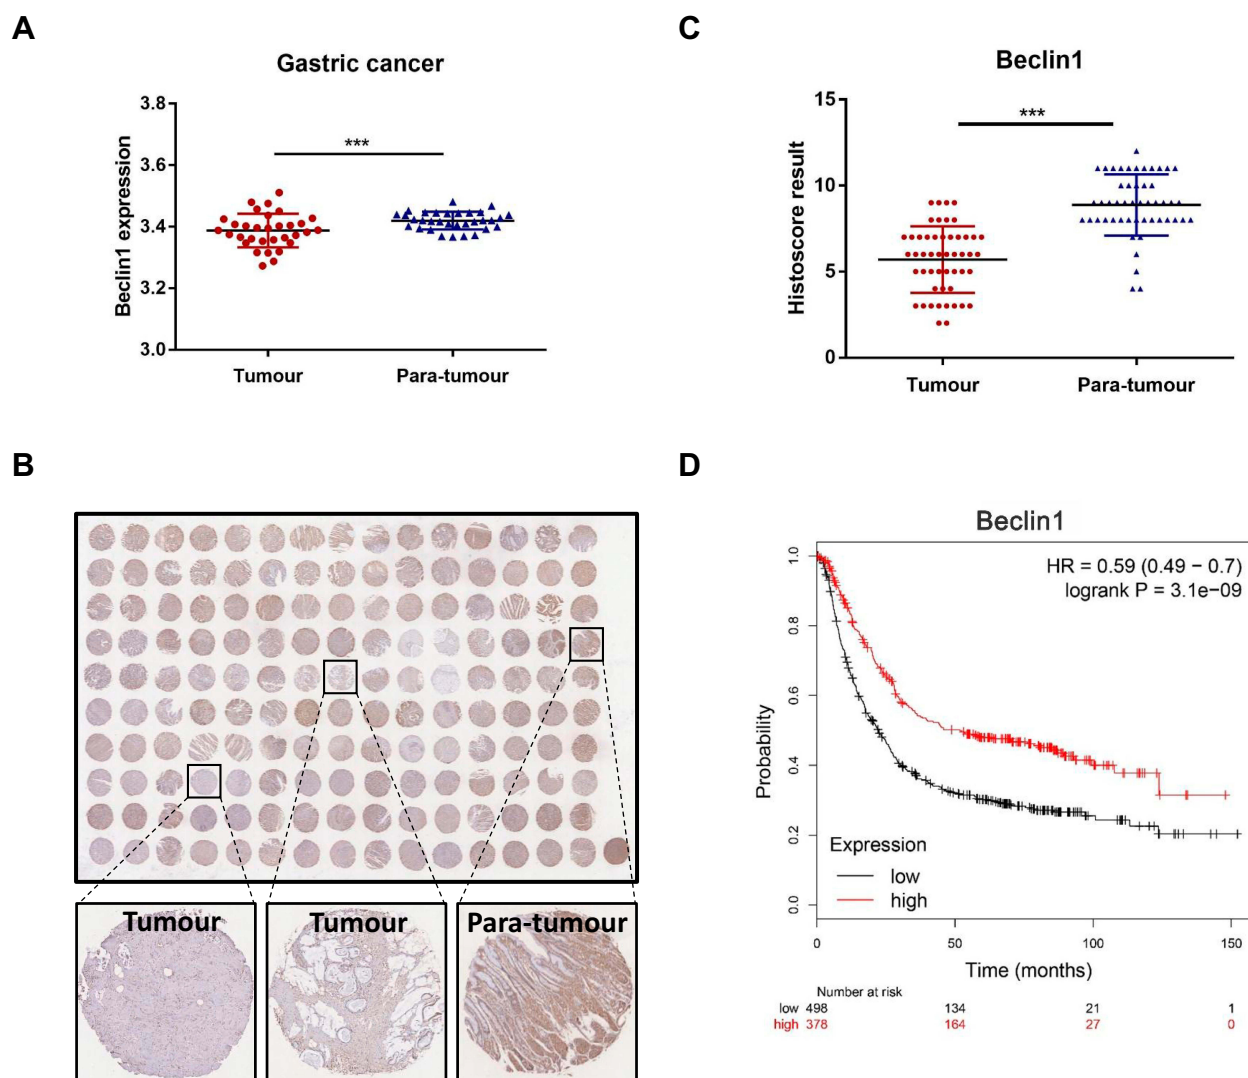 A
Gastric cancer
3.8
3.6
3.4
3.2
3.0
Beclin1 expression
***
Tumour
Para-tumour
C
Beclin1
15
10
5
0
Histoscore result
***
Tumour
Para-tumour
B
Tumour
Tumour
Para-tumour
D
Beclin1
HR = 0.59 (0.49 − 0.7)
logrank P = 3.1e−09
1.0
0.8
0.6
0.4
0.2
0.0
Probability
Expression
low
high
0 50 100 150
Time (months)
Number at risk
low 498 134 21 1
high 378 164 27 0